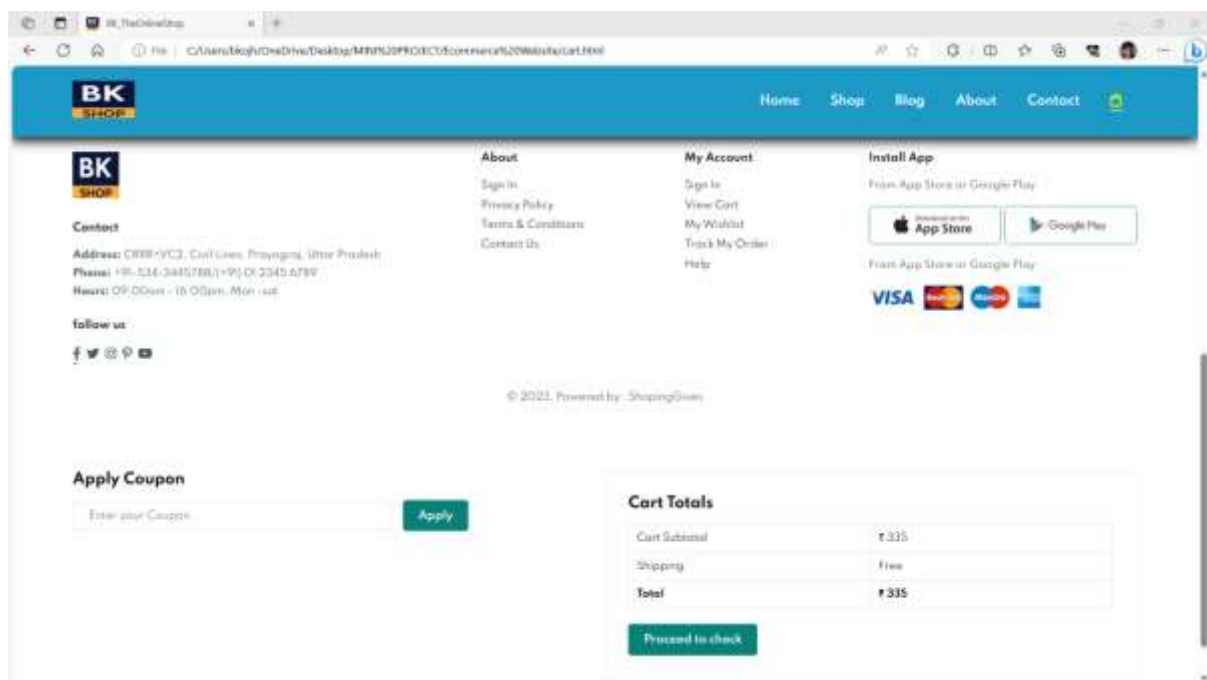 BK_TheOnlineShop
File C:/Users/bkojh/OneDrive/Desktop/MINI%20PROJECT/Ecommerce%20Website/cart.html
BK
SHOP
Home Shop Blog About Contact
BK
SHOP
Contact
Address: Civil Lines, Prayagraj, Uttar Pradesh
Phone:
Hours: 09:00am - 16:00pm, Mon - sat
follow us
About
Sign In
Privacy Policy
Terms & Conditions
Contact Us
My Account
Sign In
View Cart
My Wishlist
Track My Order
Help
Install App
From App Store or Google Play
Download on the
App Store
Google Play
From App Store or Google Play
VISA
© 2023. Powered by :
Apply Coupon
Enter your Coupon
Apply
Cart Totals
Cart Subtotal ₹ 335
Shipping Free
Total ₹ 335
Proceed to check